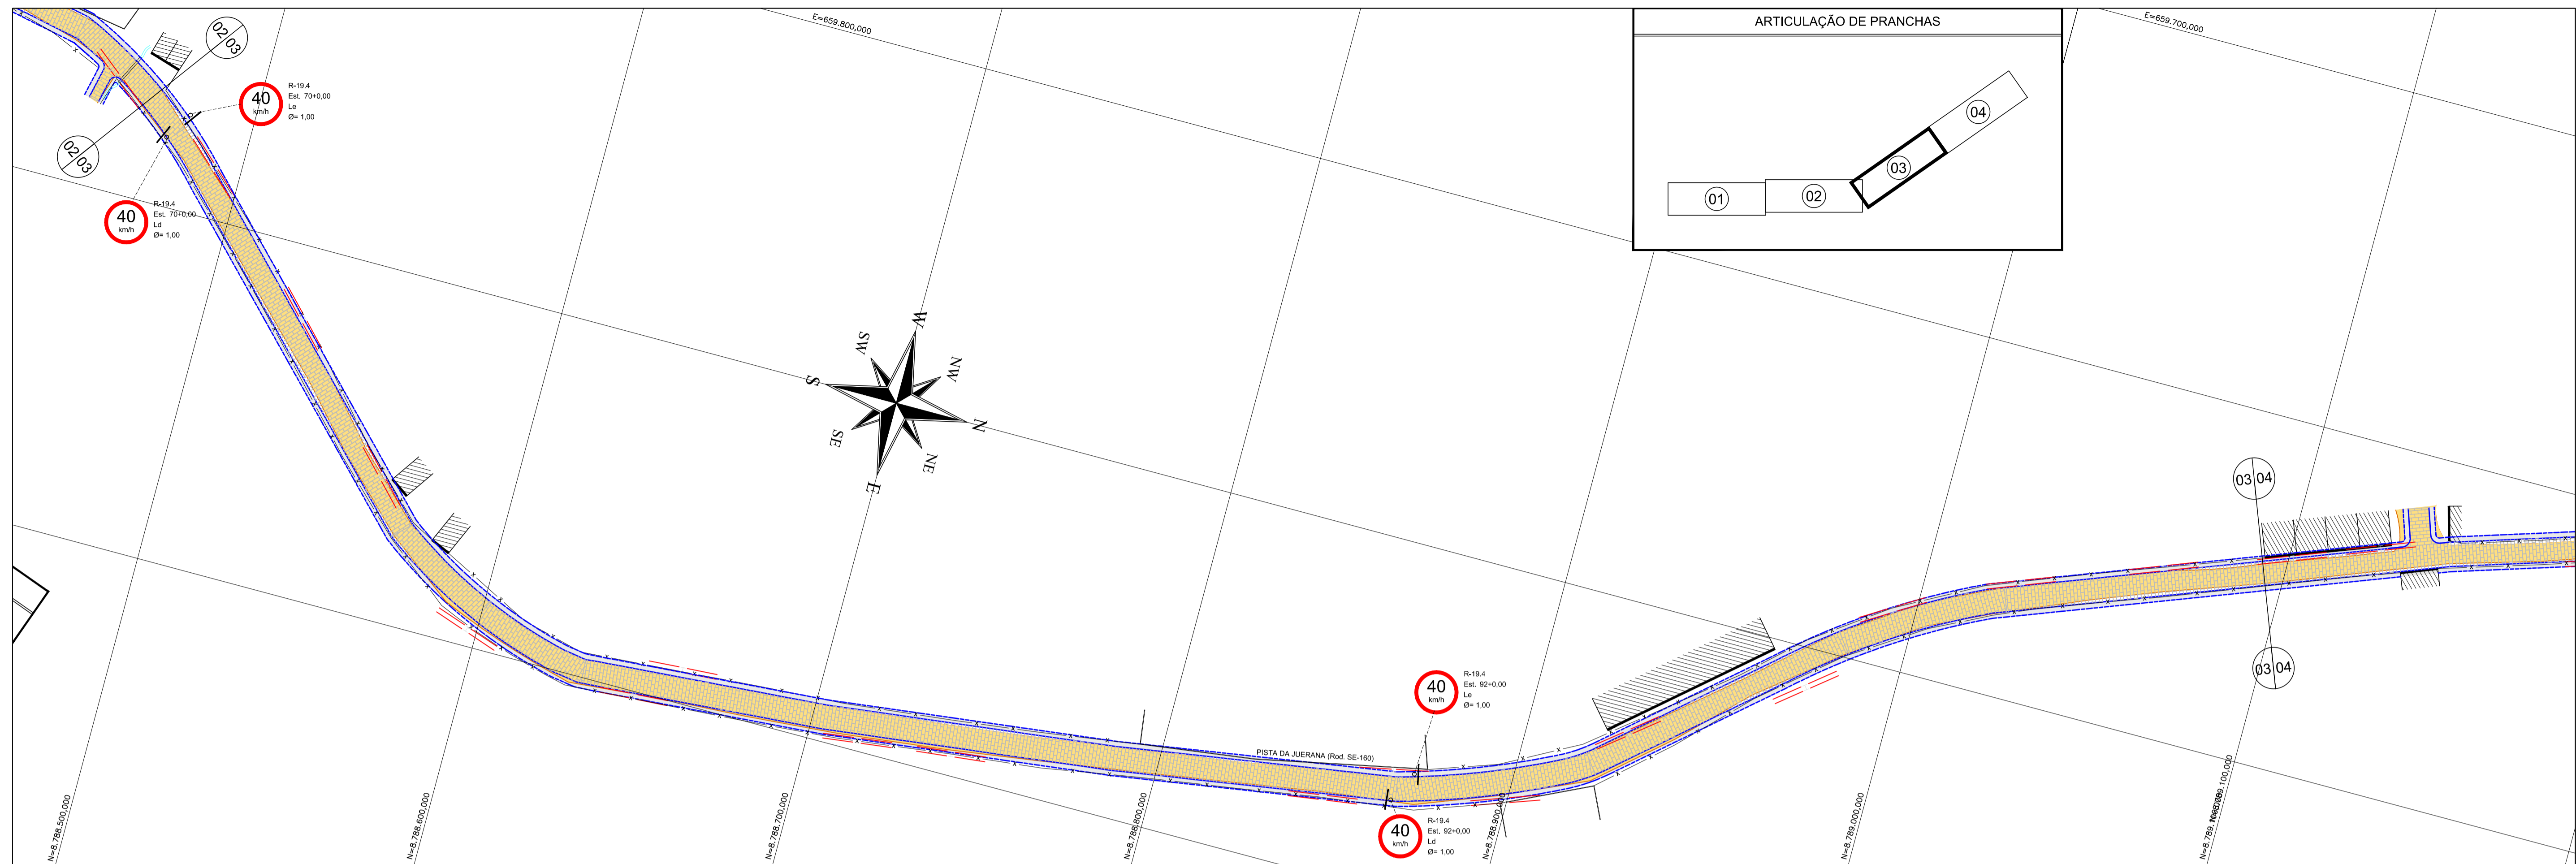 E=659.800,000
ARTICULAÇÃO DE PRANCHAS
E=659.700,000
01
02
03
04
02 03
02 03
40
km/h
R-19.4
Est. 70+0,00
Le
Ø= 1,00
40
km/h
R-19.4
Est. 70+0,00
Ld
Ø= 1,00
W
SW
NW
S
N
SE
NE
E
03 04
03 04
40
km/h
R-19.4
Est. 92+0,00
Le
Ø= 1,00
PISTA DA JUERANA (Rod. SE-160)
40
km/h
R-19.4
Est. 92+0,00
Ld
Ø= 1,00
N=8.788.500,000
N=8.788.600,000
N=8.788.700,000
N=8.788.800,000
N=8.788.900,000
N=8.789.000,000
N=8.789.100,000